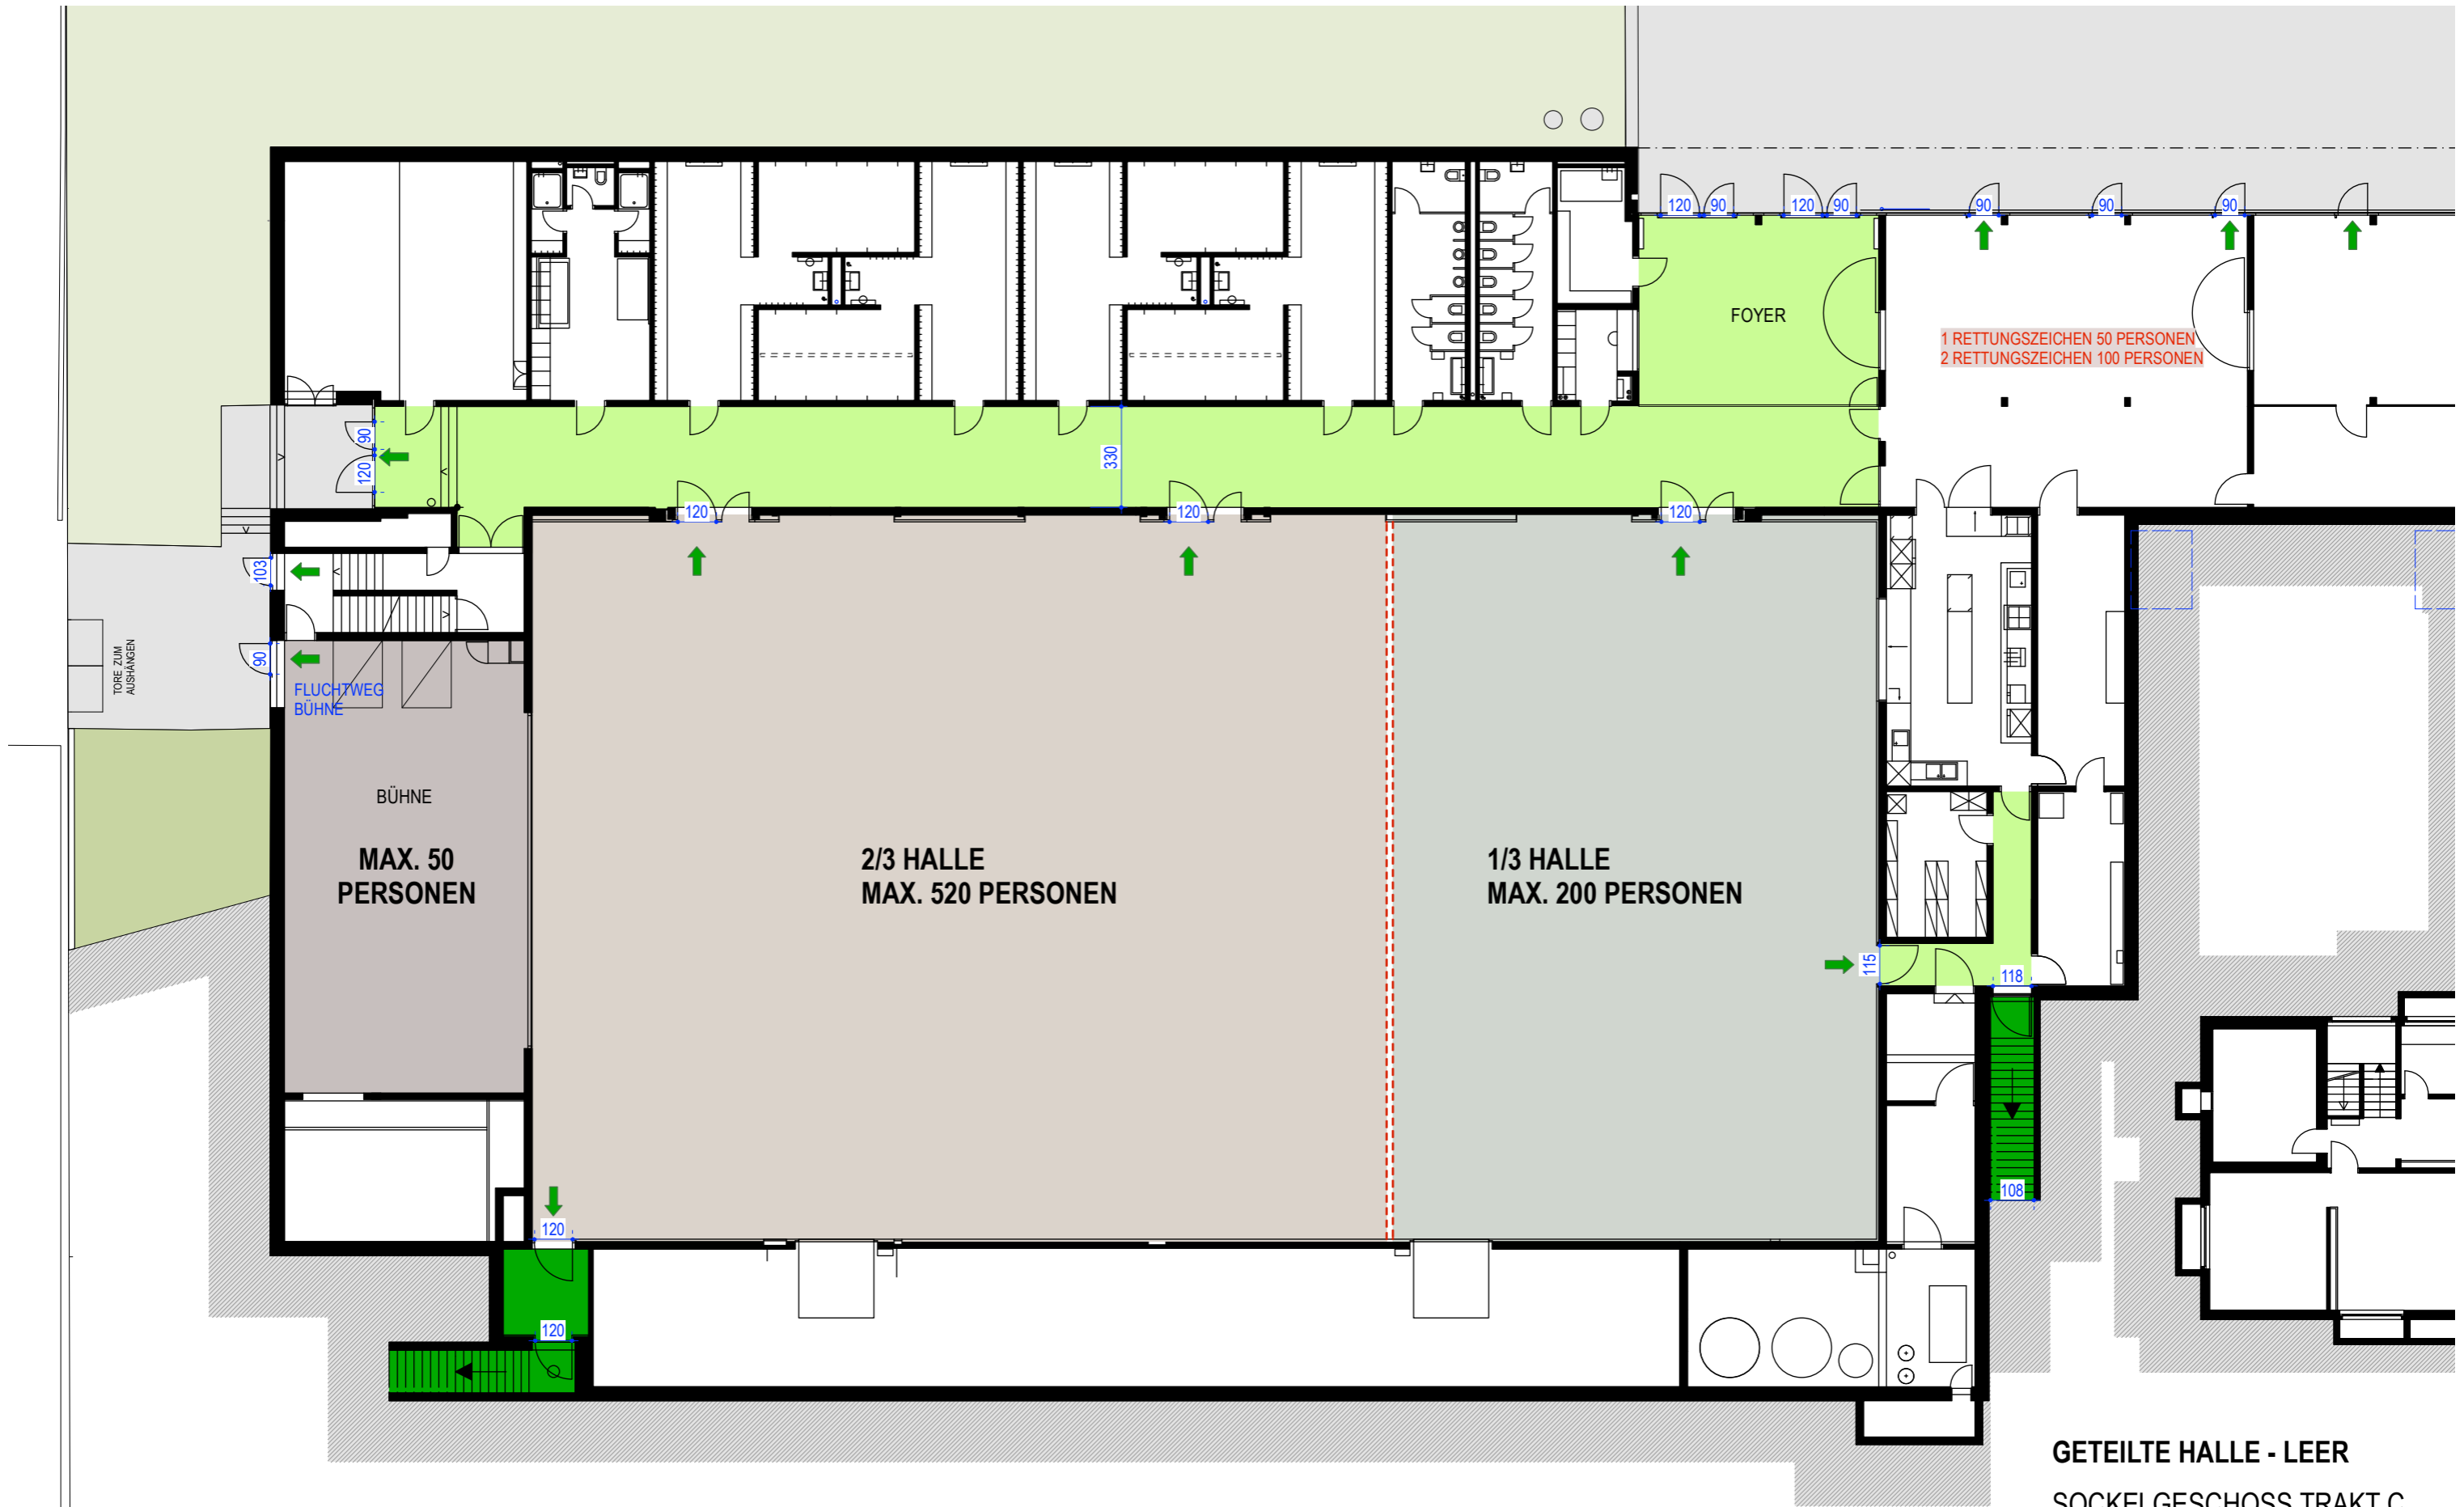 120
90
120
90
90
90
90
FOYER
1 RETTUNGSZEICHEN 50 PERSONEN
2 RETTUNGSZEICHEN 100 PERSONEN
90
120
330
120
120
120
103
90
TORE ZUM
AUSHÄNGEN
FLUCHTWEG
BÜHNE
BÜHNE
MAX. 50
PERSONEN
2/3 HALLE
MAX. 520 PERSONEN
1/3 HALLE
MAX. 200 PERSONEN
115
118
108
120
120
GETEILTE HALLE - LEER
SOCKELGESCHOSS TRAKT C